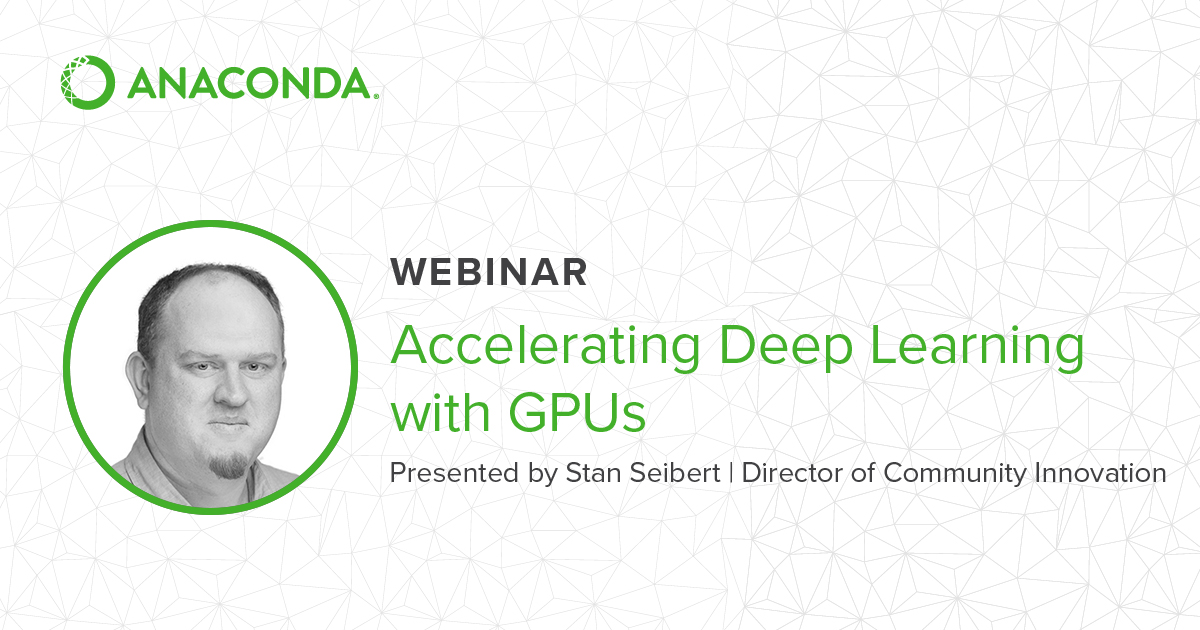 ANACONDA®
WEBINAR
Accelerating Deep Learning
with GPUs
Presented by Stan Seibert | Director of Community Innovation